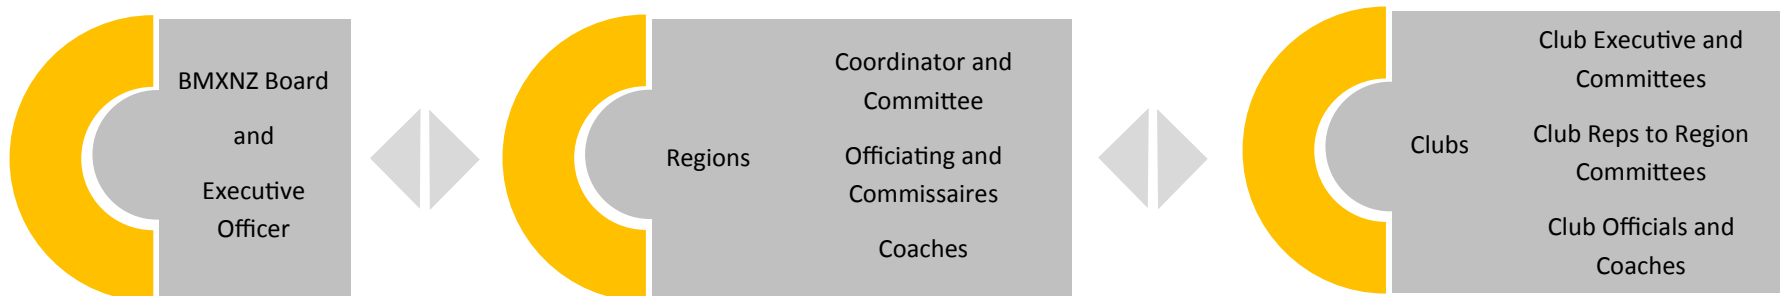 BMXNZ Board
and
Executive
Officer
Regions
Coordinator and
Committee
Officiating and
Commissaires
Coaches
Clubs
Club Executive and
Committees
Club Reps to Region
Committees
Club Officials and
Coaches